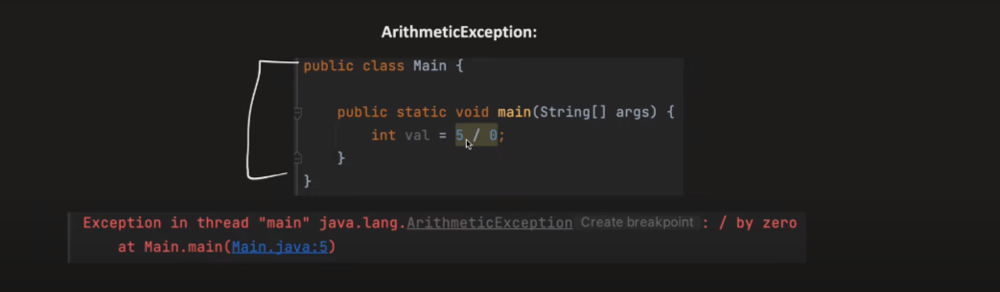 ArithmeticException:
public class Main {
public static void main(String[] args) {
int val = 5 / 0;
}
}
Exception in thread "main" java.lang.ArithmeticException Create breakpoint : / by zero
at Main.main(Main.java:5)